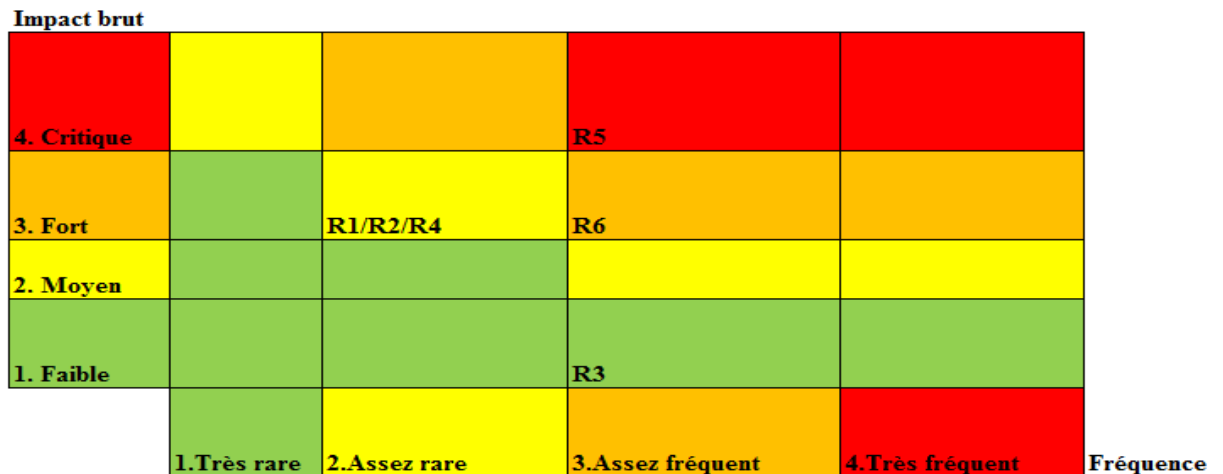 Impact brut
4. Critique R5
3. Fort R1/R2/R4 R6
2. Moyen
1. Faible R3
1.Très rare 2.Assez rare 3.Assez fréquent 4.Très fréquent Fréquence